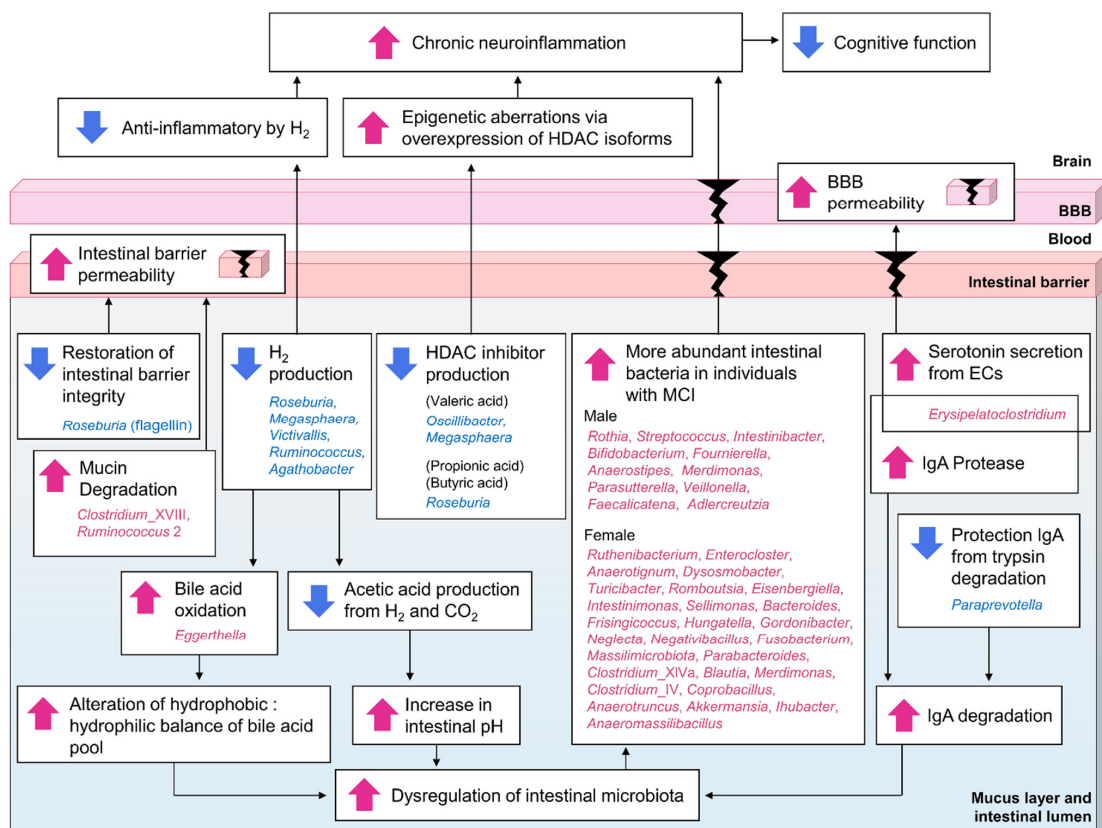 Chronic neuroinflammation
Cognitive function
Anti-inflammatory by H₂
Epigenetic aberrations via
overexpression of HDAC isoforms
Brain
BBB
permeability
BBB
Blood
Intestinal barrier
permeability
Intestinal barrier
Restoration of
intestinal barrier
integrity
Roseburia (flagellin)
Mucin
Degradation
Clostridium_XVIII,
Ruminococcus 2
H₂
production
Roseburia,
Megasphaera,
Victivallis,
Ruminococcus,
Agathobacter
HDAC inhibitor
production
(Valeric acid)
Oscillibacter,
Megasphaera
(Propionic acid)
(Butyric acid)
Roseburia
More abundant intestinal
bacteria in individuals
with MCI
Male
Rothia, Streptococcus, Intestinibacter,
Bifidobacterium, Fournierella,
Anaerostipes, Merdimonas,
Parasutterella, Veillonella,
Faecalicatena, Adlercreutzia
Female
Ruthenibacterium, Enterocloster,
Anaerotignum, Dysosmobacter,
Turicibacter, Romboutsia, Eisenbergiella,
Intestinimonas, Sellimonas, Bacteroides,
Frisingicoccus, Hungatella, Gordonibacter,
Neglecta, Negativibacillus, Fusobacterium,
Massilimicrobiota, Parabacteroides,
Clostridium_XIVa, Blautia, Merdimonas,
Clostridium_IV, Coprobacillus,
Anaerotruncus, Akkermansia, Ihubacter,
Anaeromassilibacillus
Serotonin secretion
from ECs
Erysipelatoclostridium
IgA Protease
Protection IgA
from trypsin
degradation
Paraprevotella
Bile acid
oxidation
Eggerthella
Acetic acid production
from H₂ and CO₂
Alteration of hydrophobic :
hydrophilic balance of bile acid
pool
Increase in
intestinal pH
IgA degradation
Dysregulation of intestinal microbiota
Mucus layer and
intestinal lumen